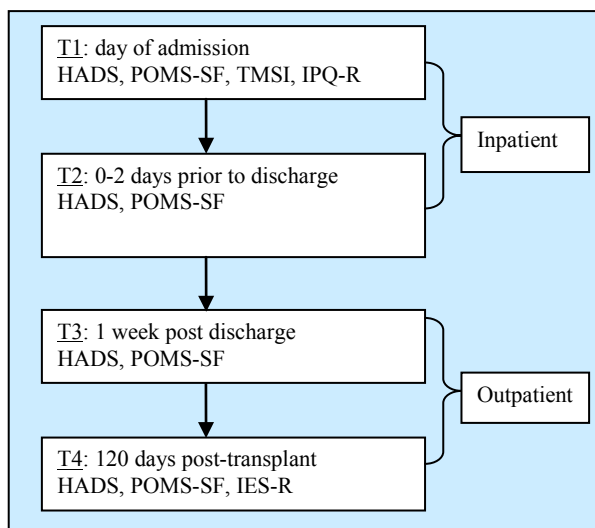 T1: day of admission
HADS, POMS-SF, TMSI, IPQ-R
Inpatient
T2: 0-2 days prior to discharge
HADS, POMS-SF
T3: 1 week post discharge
HADS, POMS-SF
Outpatient
T4: 120 days post-transplant
HADS, POMS-SF, IES-R